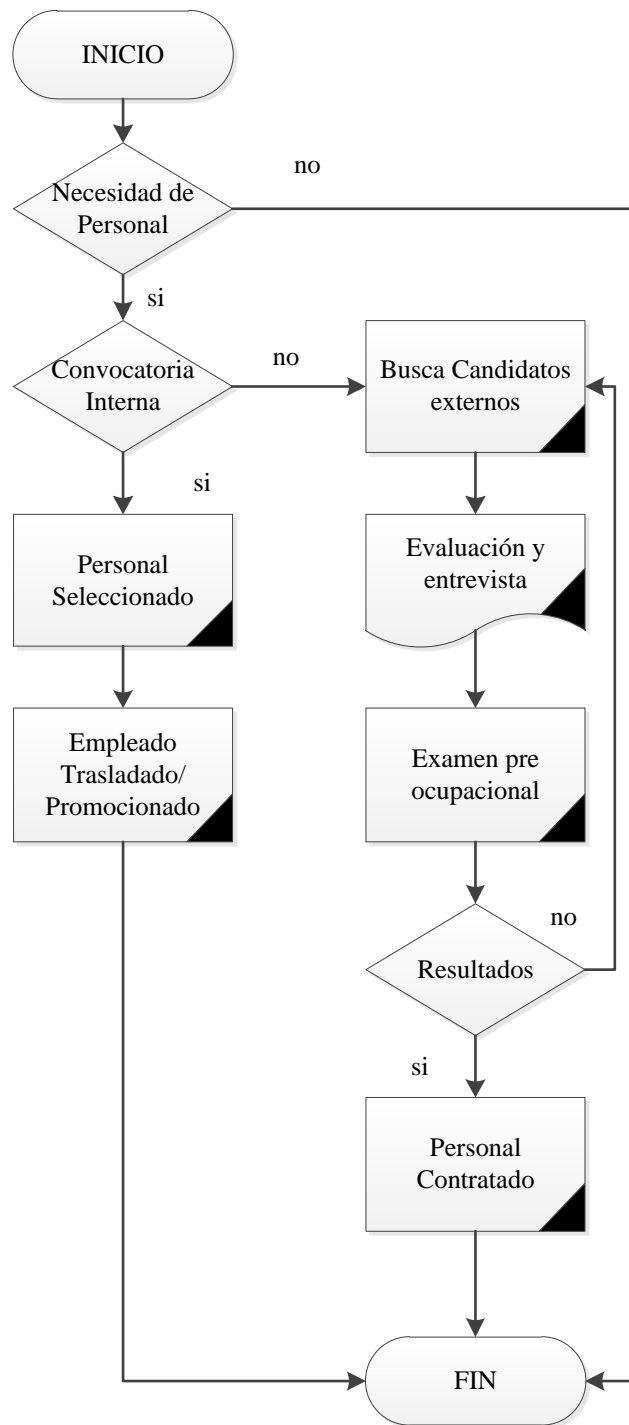 INICIO
no
Necesidad de
Personal
si
Convocatoria
Interna
no
Busca Candidatos
externos
si
Personal
Seleccionado
Evaluación y
entrevista
Empleado
Trasladado/
Promocionado
Examen pre
ocupacional
no
Resultados
si
Personal
Contratado
FIN